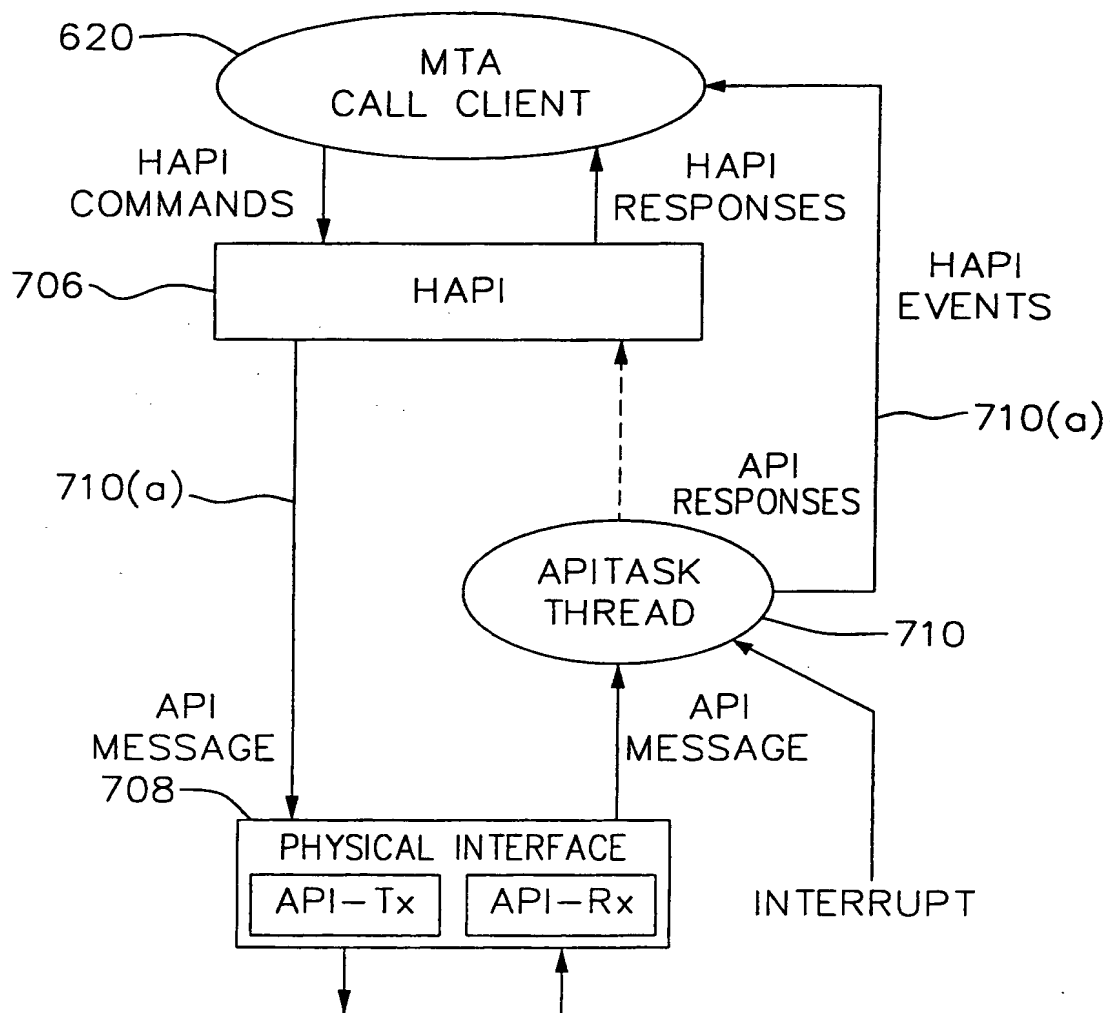 620
MTA
CALL CLIENT
HAPI
COMMANDS
HAPI
RESPONSES
706
HAPI
HAPI
EVENTS
710(a)
710(a)
API
RESPONSES
APITASK
THREAD
710
API
MESSAGE
API
MESSAGE
708
PHYSICAL INTERFACE
API-Tx
API-Rx
INTERRUPT